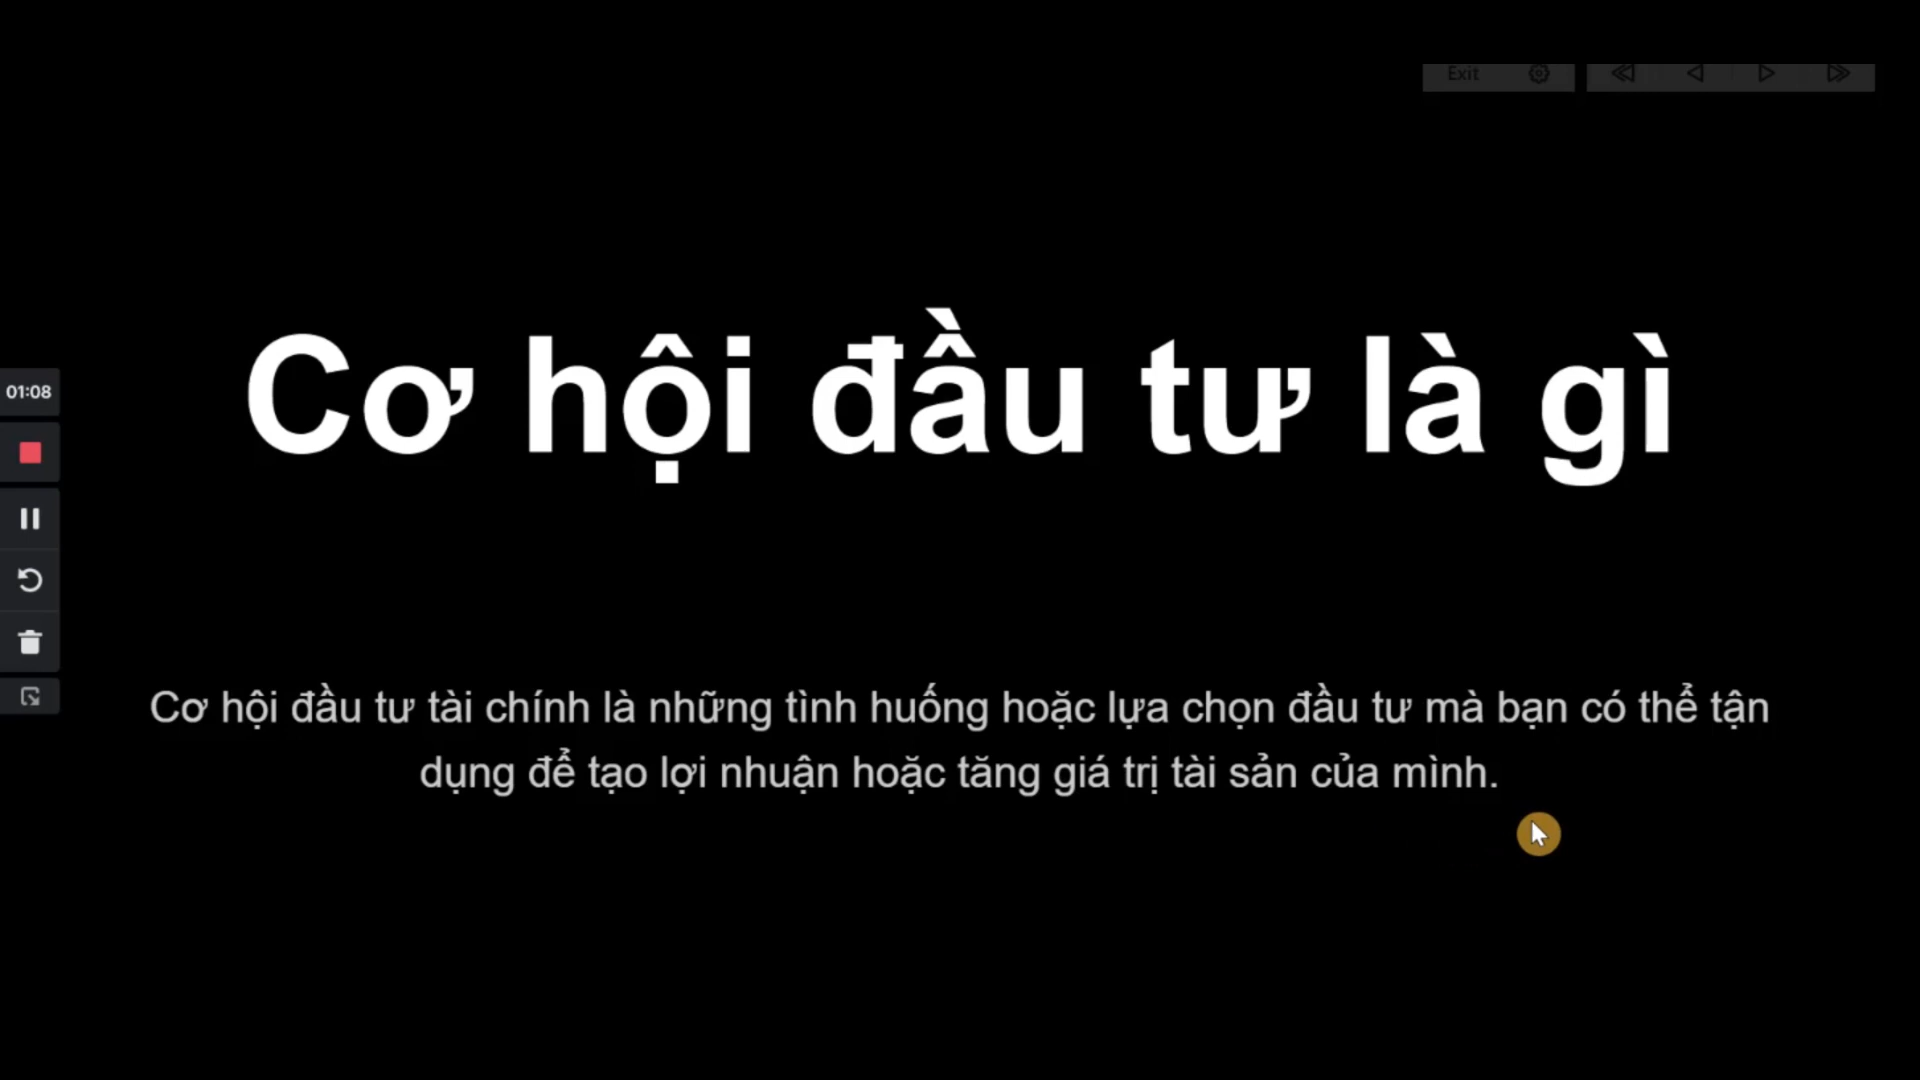 Exit
Cơ hội đầu tư là gì
01:08
Cơ hội đầu tư tài chính là những tình huống hoặc lựa chọn đầu tư mà bạn có thể tận
dụng để tạo lợi nhuận hoặc tăng giá trị tài sản của mình.